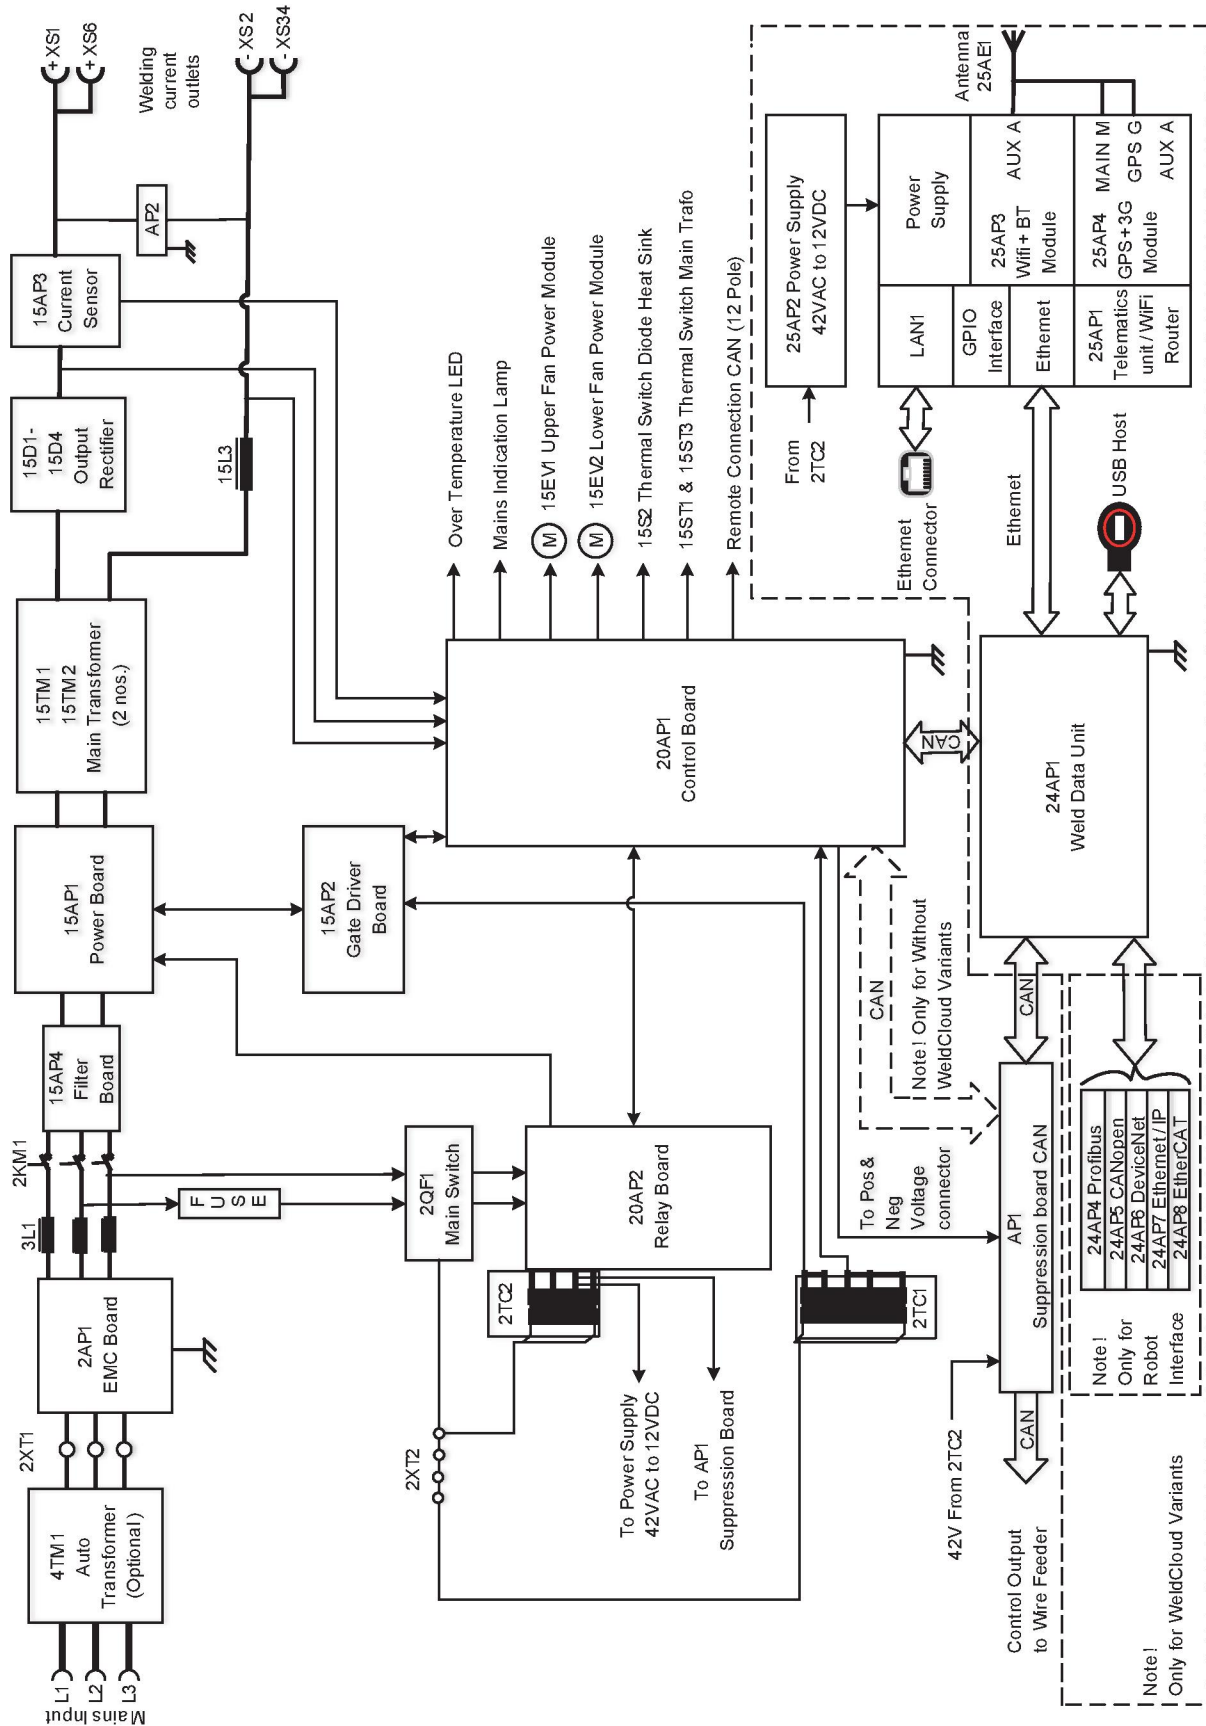 Mains Input
L1
L2
L3
4TM1
Auto
Transformer
(Optional)
2XT1
2AP1
EMC Board
3L1
2KM1
15AP4
Filter
Board
15AP1
Power Board
15TM1
15TM2
Main Transformer
(2 nos.)
15D1-
15D4
Output
Rectifier
15AP3
Current
Sensor
+ XS1
+ XS6
Welding
current
outlets
- XS2
- XS34
AP2
15L3
FUSE
2QF1
Main Switch
15AP2
Gate Driver
Board
2XT2
2TC2
20AP2
Relay Board
20AP1
Control Board
Over Temperature LED
Mains Indication Lamp
M
15EV1 Upper Fan Power Module
M
15EV2 Lower Fan Power Module
15S2 Thermal Switch Diode Heat Sink
15ST1 & 15ST3 Thermal Switch Main Trafo
Remote Connection CAN (12 Pole)
To Power Supply
42VAC to 12VDC
To AP1
Suppression Board
2TC1
To Pos &
Neg
Voltage
connector
CAN
Note! Only for Without
WeldCloud Variants
CAN
From
2TC2
25AP2 Power Supply
42VAC to 12VDC
Antenna
25AE1
LAN1
Power
Supply
GPIO
Interface
Ethernet
25AP3
Wifi + BT
Module
AUX A
25AP1
Telematics
unit / WiFi
Router
25AP4
GPS + 3G
Module
MAIN M
GPS G
AUX A
Ethernet
Connector
Ethernet
USB Host
24AP1
Weld Data Unit
CAN
42V From 2TC2
AP1
Suppression board CAN
CAN
Control Output
to Wire Feeder
Note!
Only for
Robot
Interface
24AP4 Profibus
24AP5 CANopen
24AP6 DeviceNet
24AP7 Ethernet / IP
24AP8 EtherCAT
Note!
Only for WeldCloud Variants